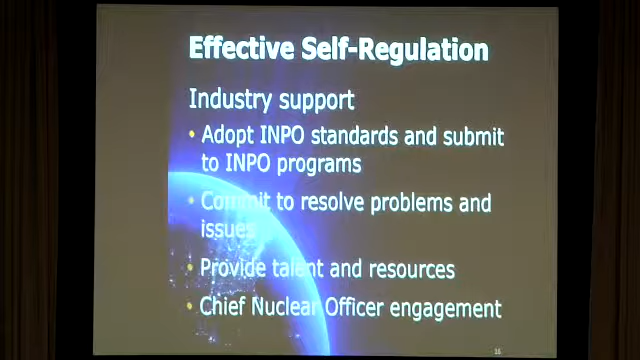 Effective Self-Regulation
Industry support
• Adopt INPO standards and submit
to INPO programs
• Commit to resolve problems and
issues
• Provide talent and resources
• Chief Nuclear Officer engagement
16